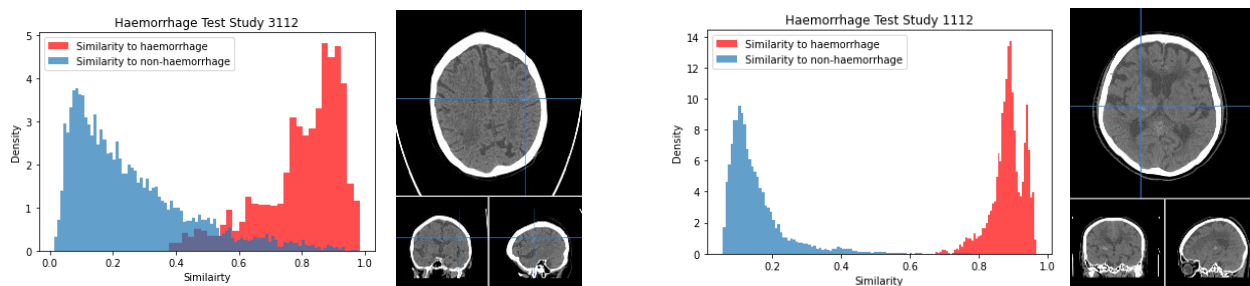 Haemorrhage Test Study 3112
Similarity to haemorrhage
Similarity to non-haemorrhage
5
4
3
2
1
0
Density
0.0 0.2 0.4 0.6 0.8 1.0
Similairty
Haemorrhage Test Study 1112
Similarity to haemorrhage
Similarity to non-haemorrhage
14
12
10
8
6
4
2
0
Density
0.2 0.4 0.6 0.8 1.0
Similarity